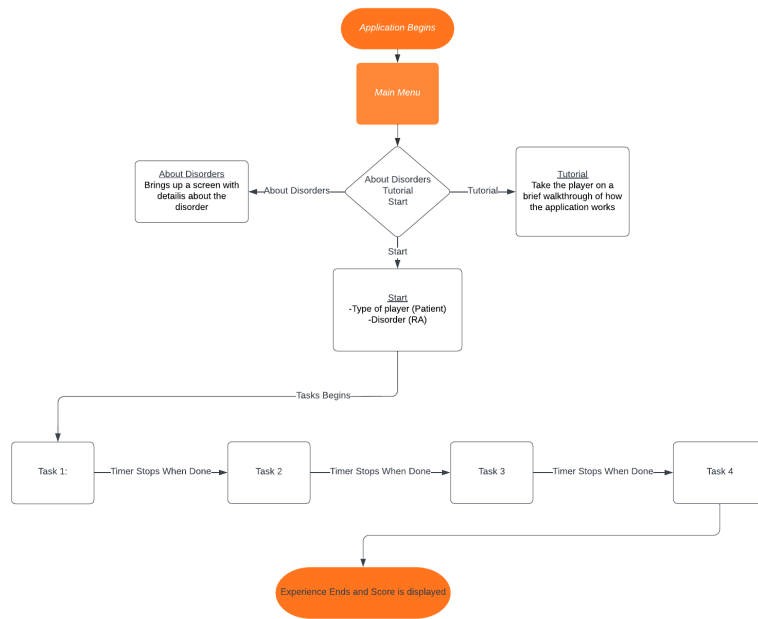 Application Begins
Main Menu
About Disorders
Tutorial
Start
About Disorders
Brings up a screen with
detailis about the
disorder
About Disorders
Tutorial
Tutorial
Take the player on a
brief walkthrough of how
the application works
Start
Start
-Type of player (Patient)
-Disorder (RA)
Tasks Begins
Task 1:
Timer Stops When Done
Task 2
Timer Stops When Done
Task 3
Timer Stops When Done
Task 4
Experience Ends and Score is displayed